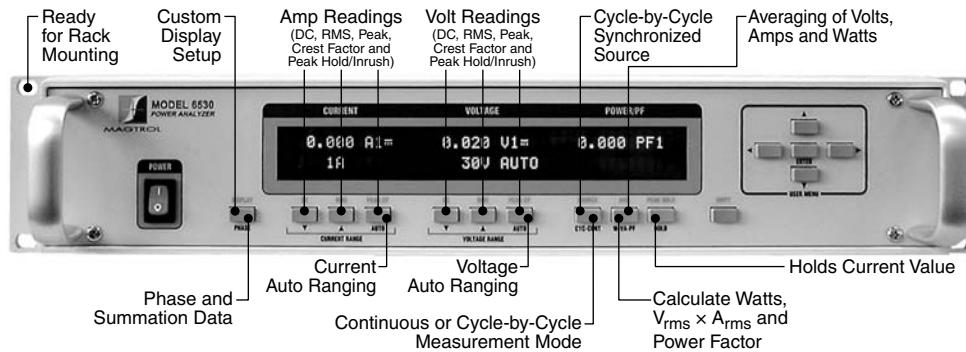 Ready
for Rack
Mounting
Custom
Display
Setup
Amp Readings
(DC, RMS, Peak,
Crest Factor and
Peak Hold/Inrush)
Volt Readings
(DC, RMS, Peak,
Crest Factor and
Peak Hold/Inrush)
Cycle-by-Cycle
Synchronized
Source
Averaging of Volts,
Amps and Watts
MODEL 6530
POWER ANALYZER
MAGTROL
CURRENT
VOLTAGE
POWER/PF
0.000 A1= 0.020 V1= 0.000 PF1
1A 30V AUTO
POWER
ENTER
USER MENU
DISPLAY
PEAK HOLD
SHIFT
PHASE
▼ ▲ AUTO
CURRENT RANGE
▼ ▲ AUTO
VOLTAGE RANGE
CYC-CONT.
W-VA-PF
HOLD
Phase and
Summation Data
Current
Auto Ranging
Voltage
Auto Ranging
Continuous or Cycle-by-Cycle
Measurement Mode
Calculate Watts,
Vrms × Arms and
Power Factor
Holds Current Value